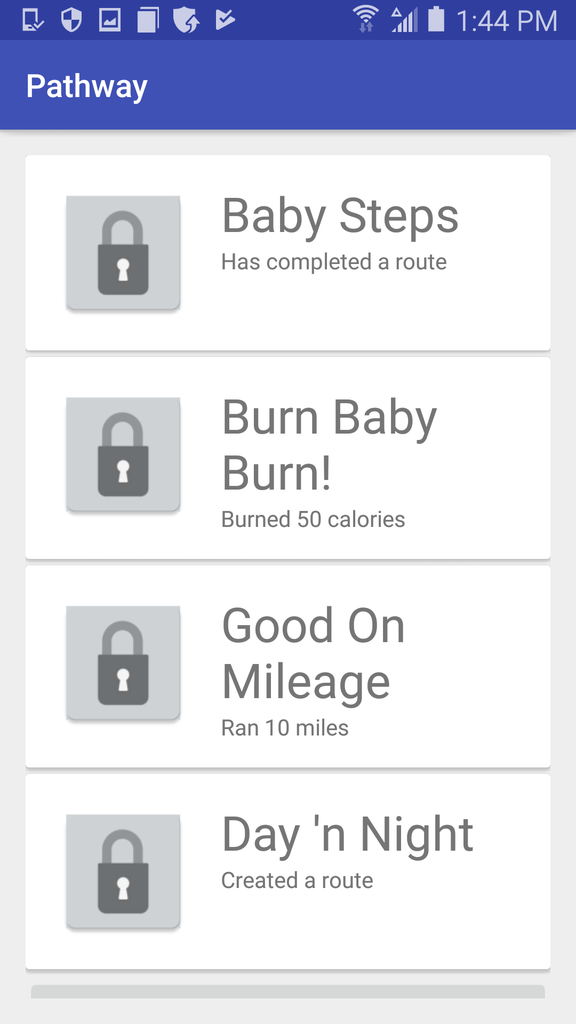 1:44 PM
Pathway
Baby Steps
Has completed a route
Burn Baby
Burn!
Burned 50 calories
Good On
Mileage
Ran 10 miles
Day 'n Night
Created a route